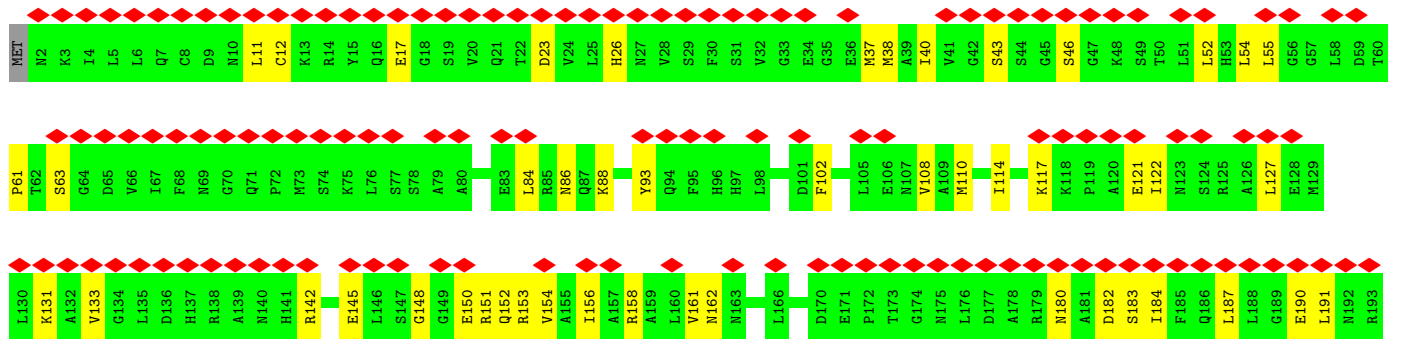 MET N2 K3 I4 L5 L6 Q7 C8 D9 N10 L11 C12 K13 R14 Y15 Q16 E17 G18 S19 V20 Q21 T22 D23 V24 L25 H26 N27 V28 S29 F30 S31 V32 G33 E34 G35 E36 M37 M38 A39 I40 V41 G42 S43 S44 G45 S46 G47 K48 S49 T50 L51 L52 H53 L54 L55 G56 G57 L58 D59 T60
P61 T62 S63 G64 D65 V66 I67 F68 N69 G70 Q71 P72 M73 S74 K75 L76 S77 S78 A79 A80 E83 L84 R85 N86 Q87 K88 Y93 Q94 F95 H96 H97 L98 D101 F102 L105 E106 N107 V108 A109 M110 I114 K117 K118 P119 A120 E121 I122 N123 S124 R125 A126 L127 E128 M129
L130 K131 A132 V133 G134 L135 D136 H137 R138 A139 N140 H141 R142 E145 L146 S147 G148 G149 E150 R151 Q152 R153 V154 A155 I156 A157 R158 A159 L160 V161 N162 N163 L166 D170 E171 P172 T173 G174 N175 L176 D177 A178 R179 N180 A181 D182 S183 I184 F185 Q186 L187 L188 G189 E190 L191 N192 R193